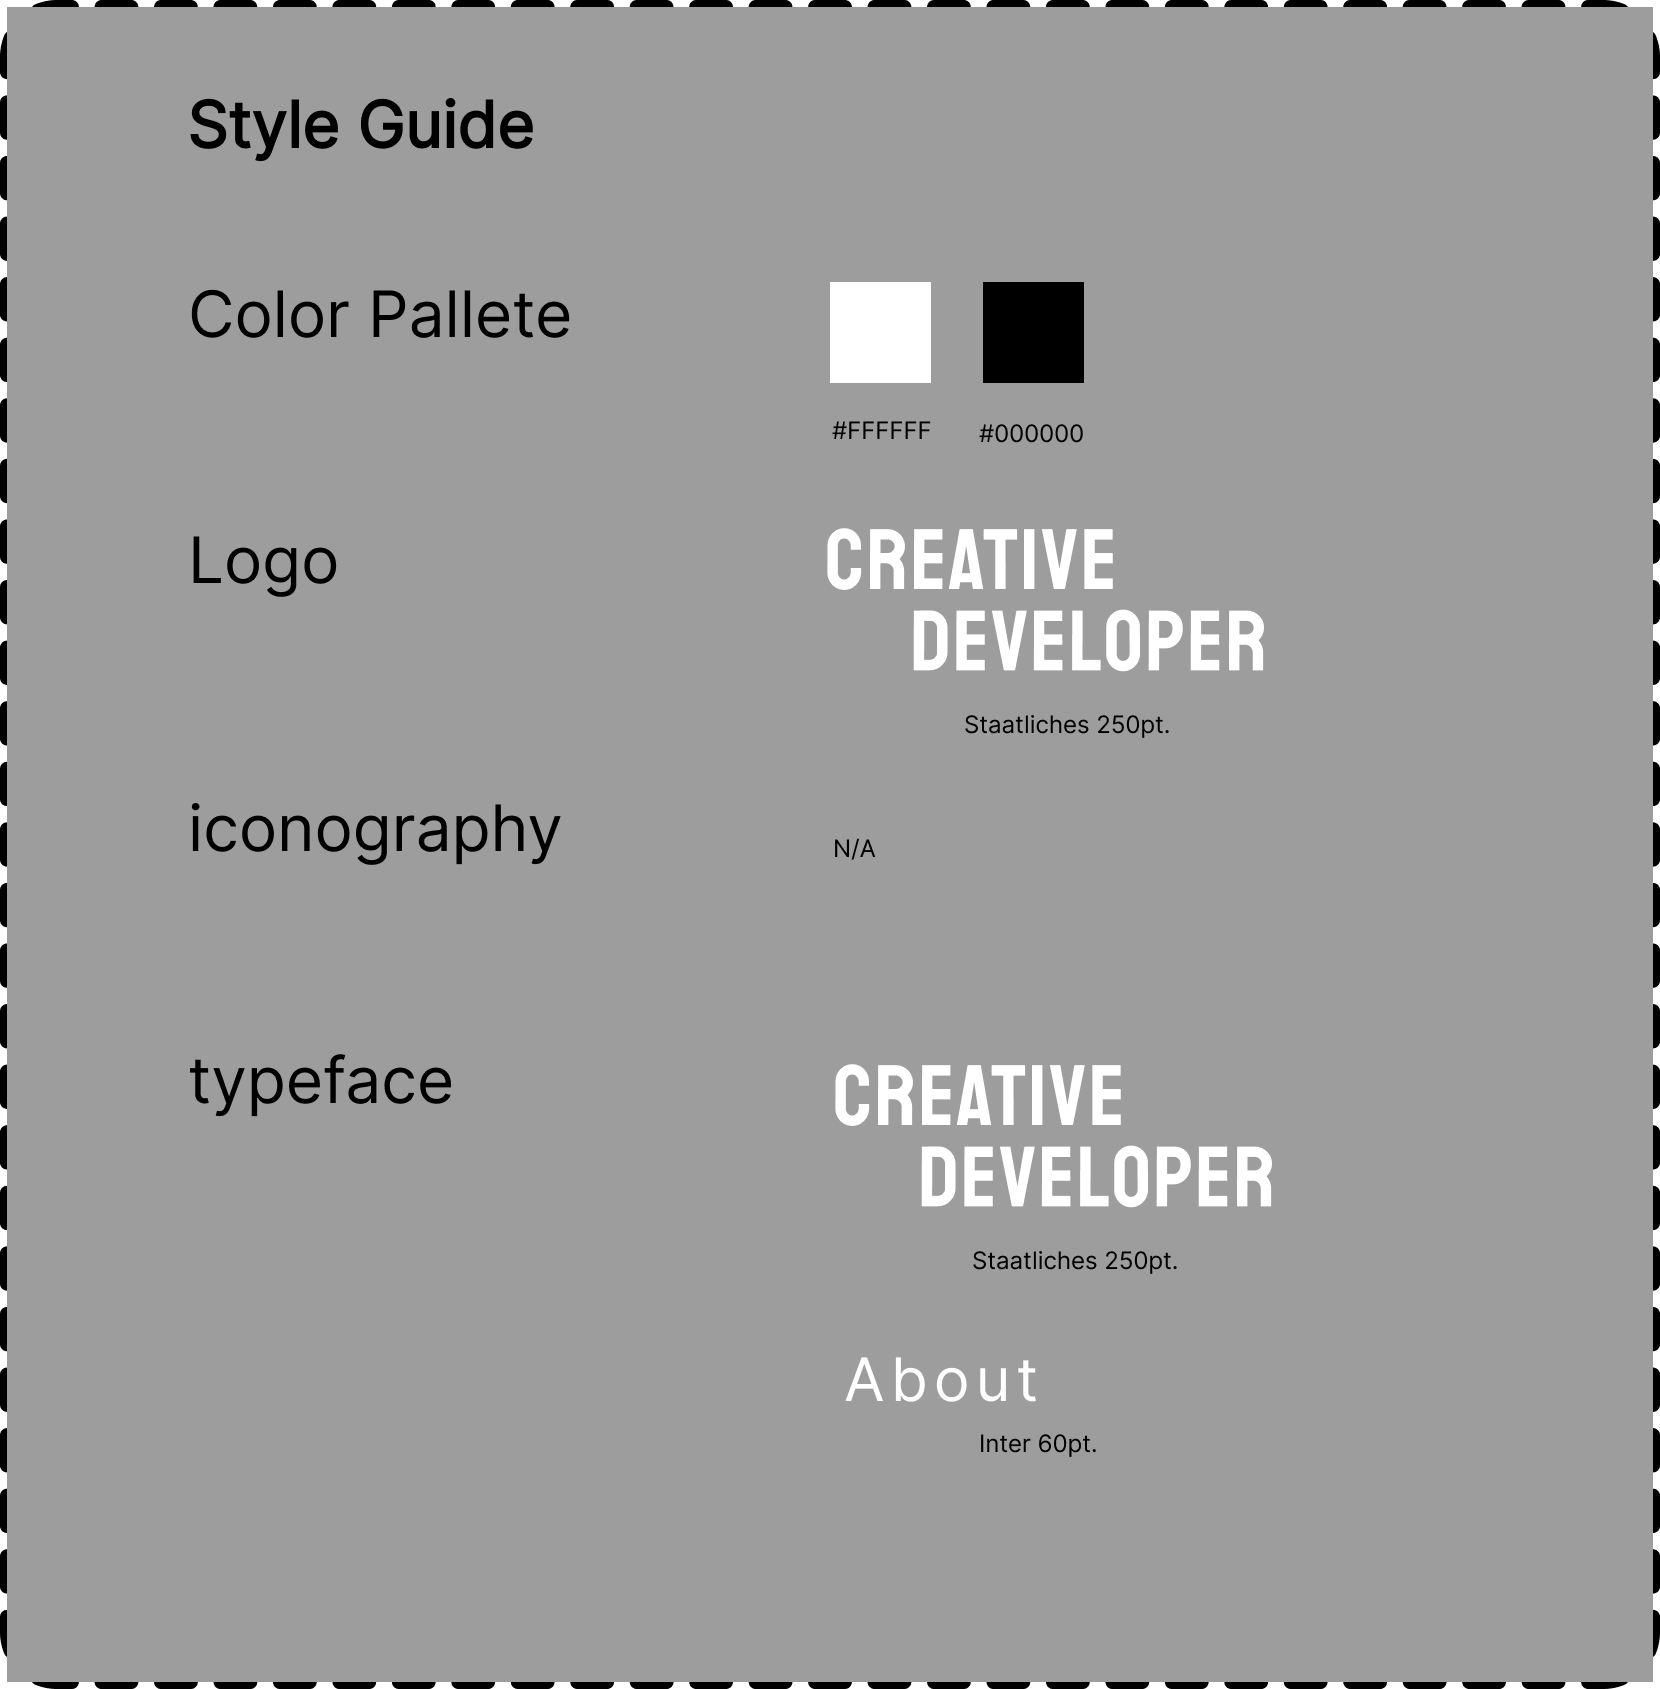 Style Guide
Color Pallete
#FFFFFF
#000000
Logo
CREATIVE
DEVELOPER
Staatliches 250pt.
iconography
N/A
typeface
CREATIVE
DEVELOPER
Staatliches 250pt.
About
Inter 60pt.